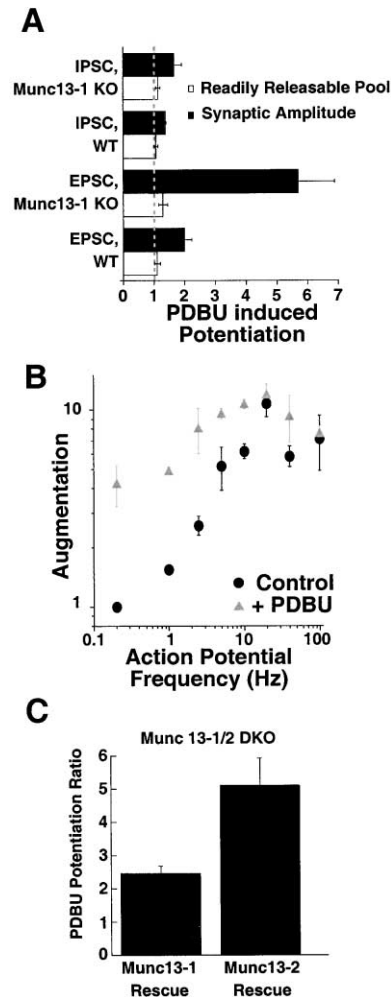 A
IPSC,
Munc13-1 KO
IPSC,
WT
EPSC,
Munc13-1 KO
EPSC,
WT
Readily Releasable Pool
Synaptic Amplitude
0 1 2 3 4 5 6 7
PDBU induced
Potentiation
B
Augmentation
10
1
0.1 1 10 100
Control
+ PDBU
Action Potential
Frequency (Hz)
C
Munc 13-1/2 DKO
PDBU Potentiation Ratio
6
5
4
3
2
1
0
Munc13-1
Rescue
Munc13-2
Rescue